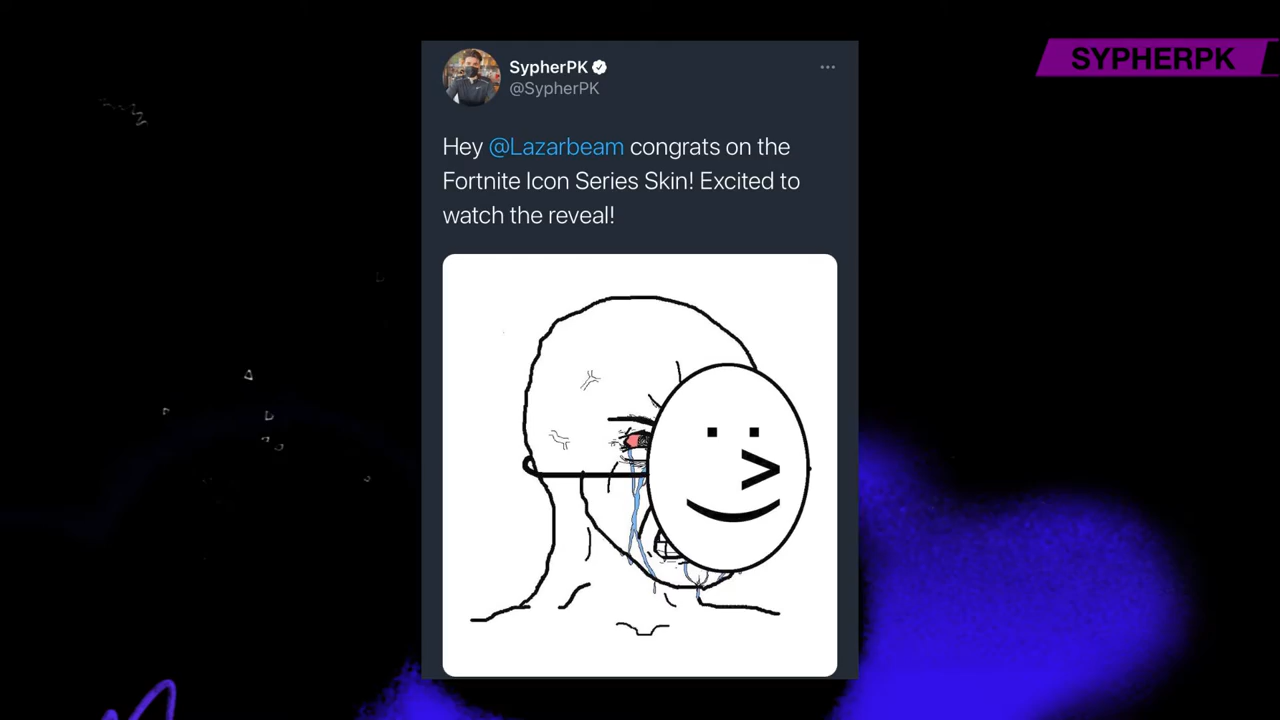 SYPHERPK
SypherPK
@SypherPK
Hey @Lazarbeam congrats on the
Fortnite Icon Series Skin! Excited to
watch the reveal!